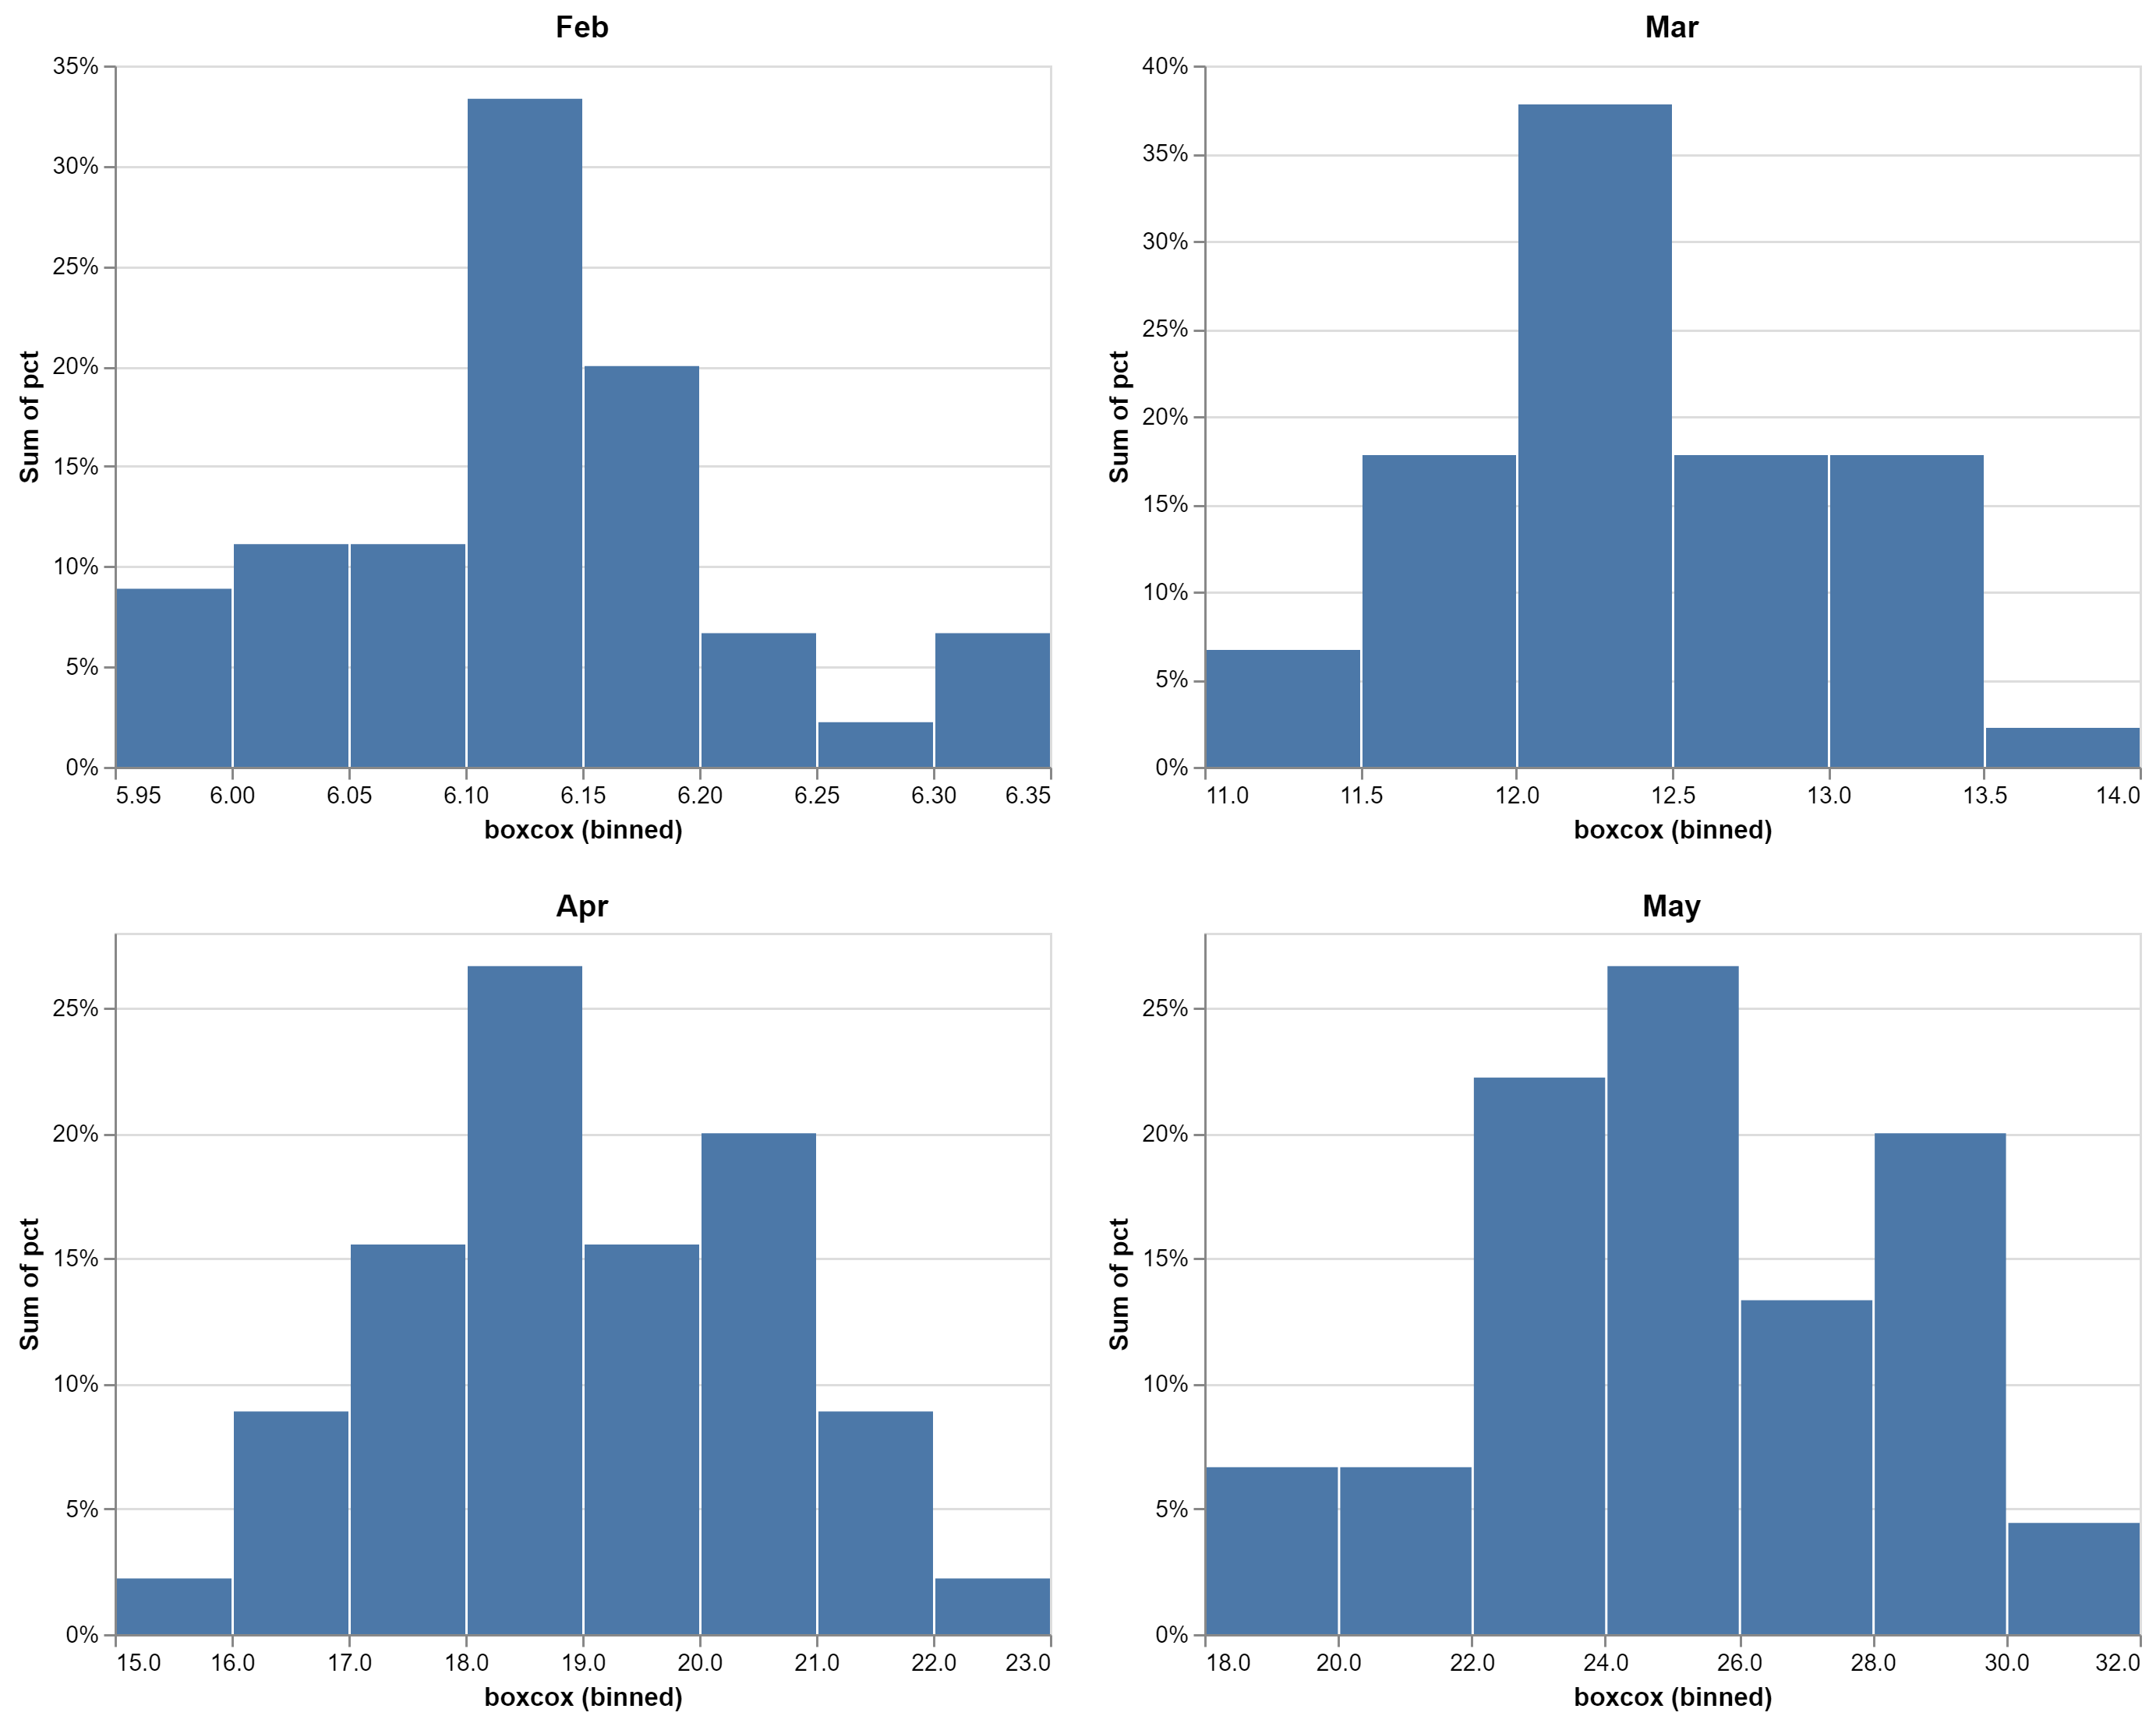 Feb
35%
30%
25%
20%
15%
10%
5%
0%
Sum of pct
5.95 6.00 6.05 6.10 6.15 6.20 6.25 6.30 6.35
boxcox (binned)
Mar
40%
35%
30%
25%
20%
15%
10%
5%
0%
Sum of pct
11.0 11.5 12.0 12.5 13.0 13.5 14.0
boxcox (binned)
Apr
25%
20%
15%
10%
5%
0%
Sum of pct
15.0 16.0 17.0 18.0 19.0 20.0 21.0 22.0 23.0
boxcox (binned)
May
25%
20%
15%
10%
5%
0%
Sum of pct
18.0 20.0 22.0 24.0 26.0 28.0 30.0 32.0
boxcox (binned)